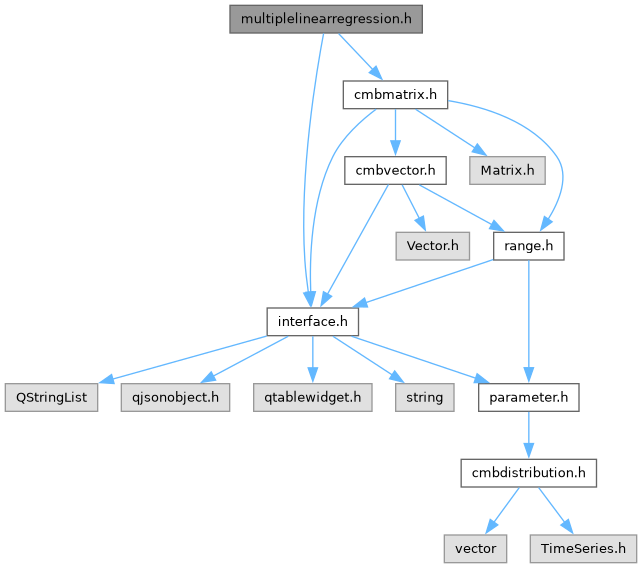 multiplelinearregression.h
cmbmatrix.h
cmbvector.h
Matrix.h
Vector.h
range.h
interface.h
QStringList
qjsonobject.h
qtablewidget.h
string
parameter.h
cmbdistribution.h
vector
TimeSeries.h